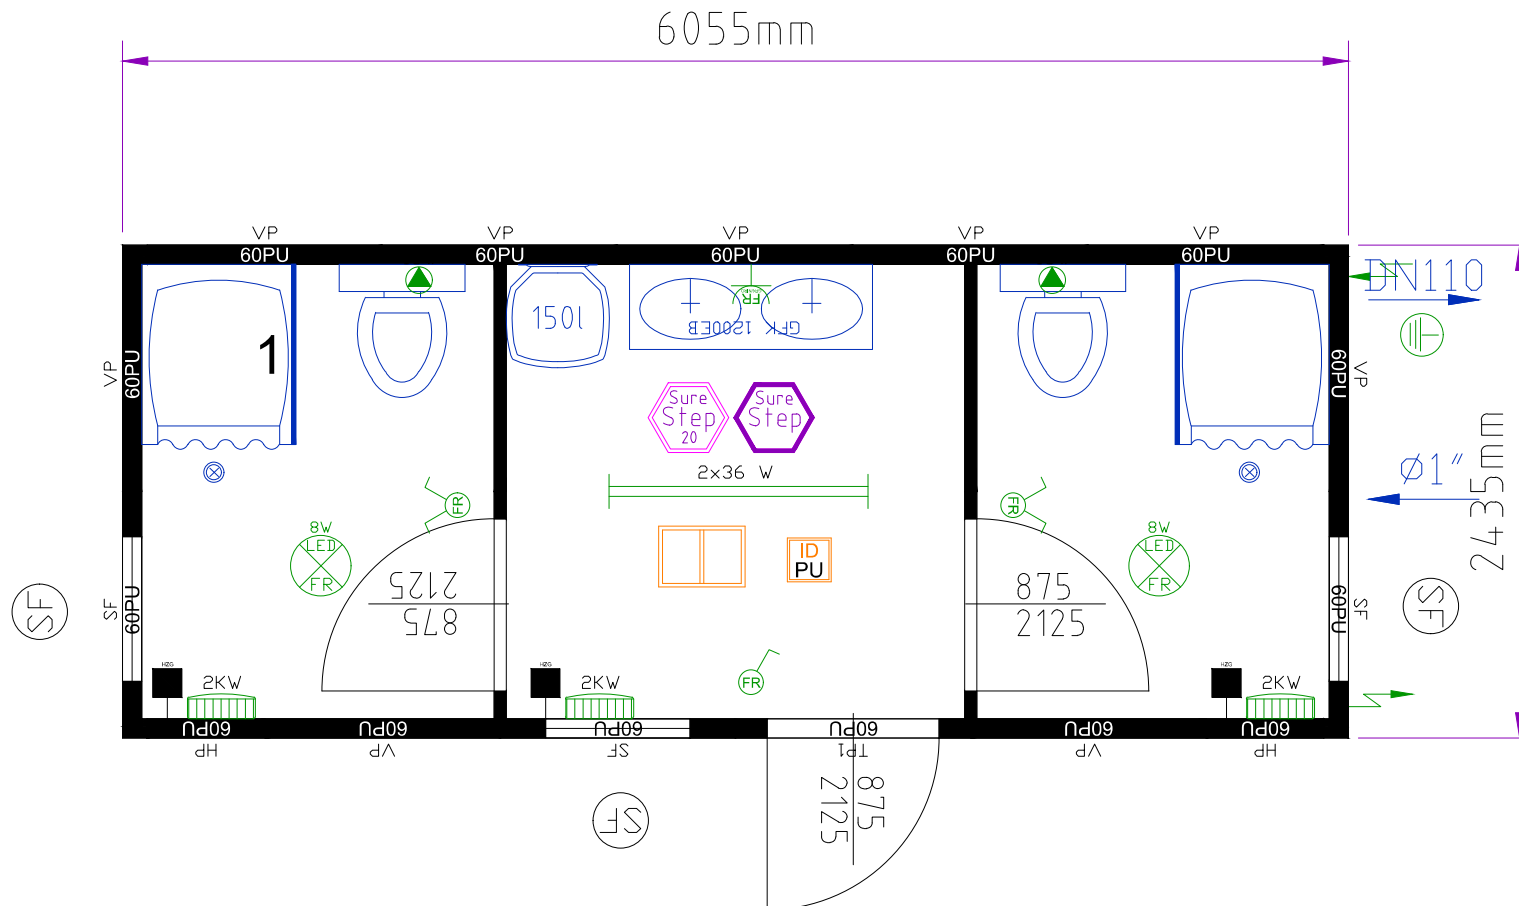 6055mm
VP
VP
VP
VP
VP
60PU
60PU
60PU
60PU
60PU
DN110
FR
150l
GFK 1200EB
1
VP
60PU
60PU
VP
Sure
Step
20
Sure
Step
2x36 W
Ø1"
2435mm
FR
FR
8W
LED
FR
8W
LED
FR
ID
PU
2125
875
875
2125
SF
SF
60PU
60PU
SF
SF
HZG
2KW
HZG
2KW
FR
HZG
2KW
60PU
60PU
60PU
60PU
60PU
60PU
HP
VP
SF
TP1
VP
HP
875
2125
SF